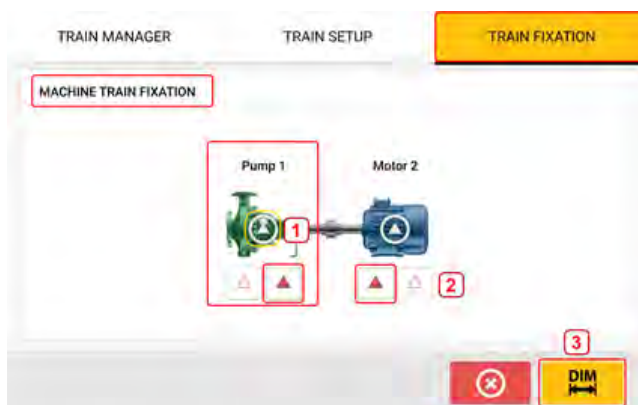 TRAIN MANAGER TRAIN SETUP TRAIN FIXATION
MACHINE TRAIN FIXATION
Pump 1 Motor 2
1
2
3
DIM